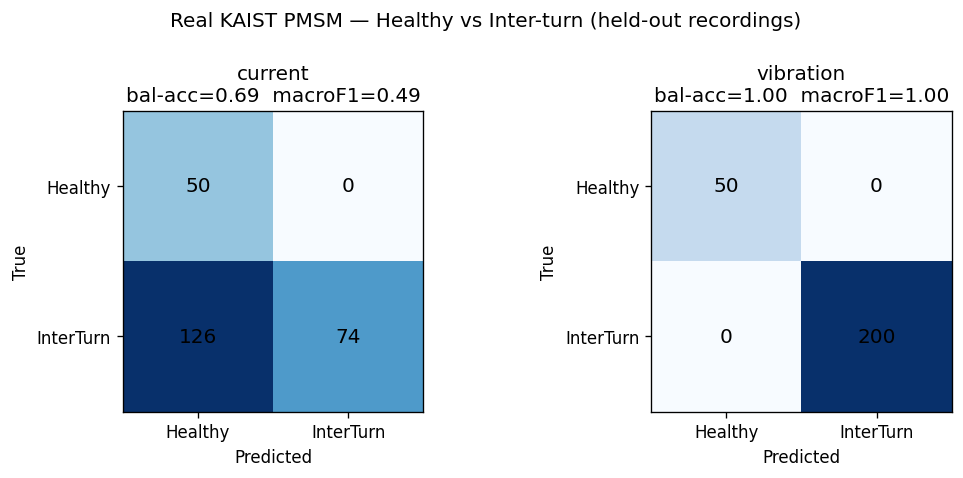 Real KAIST PMSM — Healthy vs Inter-turn (held-out recordings)
current
bal-acc=0.69  macroF1=0.49
Healthy
50
0
InterTurn
126
74
True
Healthy
InterTurn
Predicted
vibration
bal-acc=1.00  macroF1=1.00
Healthy
50
0
InterTurn
0
200
True
Healthy
InterTurn
Predicted